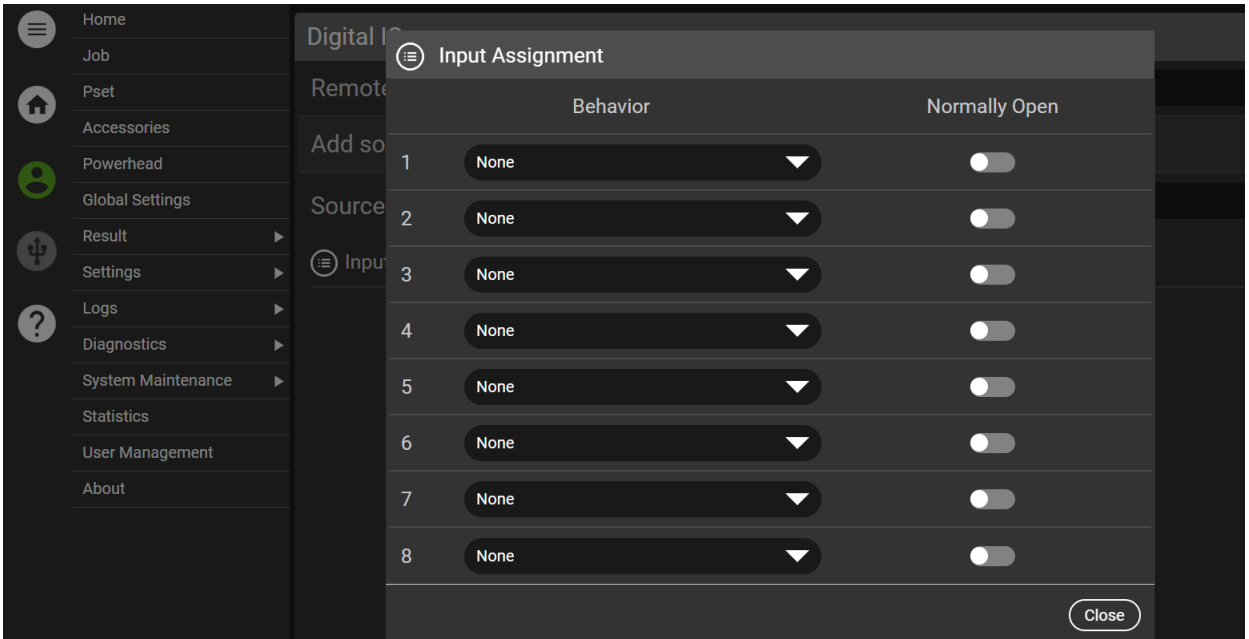 Home
Job
Pset
Accessories
Powerhead
Global Settings
Result
Settings
Logs
Diagnostics
System Maintenance
Statistics
User Management
About
Digital
Remote
Add so
Source
Input Assignment
Behavior Normally Open
1 None
2 None
3 None
4 None
5 None
6 None
7 None
8 None
Close